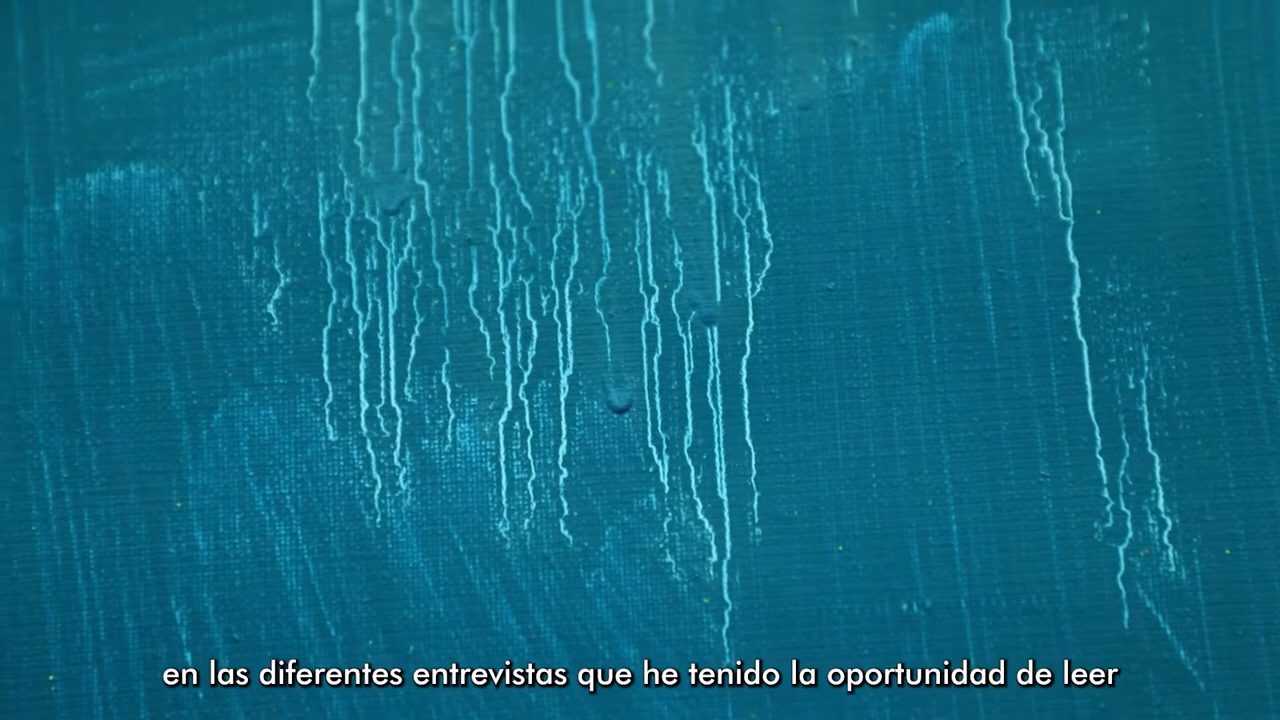 en las diferentes entrevistas que he tenido la oportunidad de leer